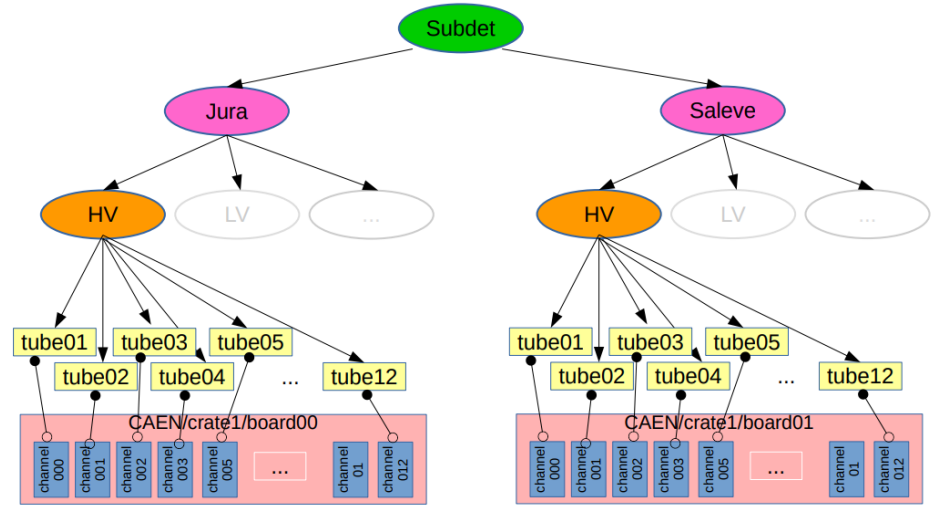 Subdet
Jura
Saleve
HV
LV
...
HV
LV
...
tube01
tube03
tube05
tube02
tube04
...
tube12
tube01
tube03
tube05
tube02
tube04
...
tube12
CAEN/crate1/board00
channel
000
channel
001
channel
002
channel
003
channel
005
...
channel
01
channel
012
CAEN/crate1/board01
channel
000
channel
001
channel
002
channel
003
channel
005
...
channel
01
channel
012